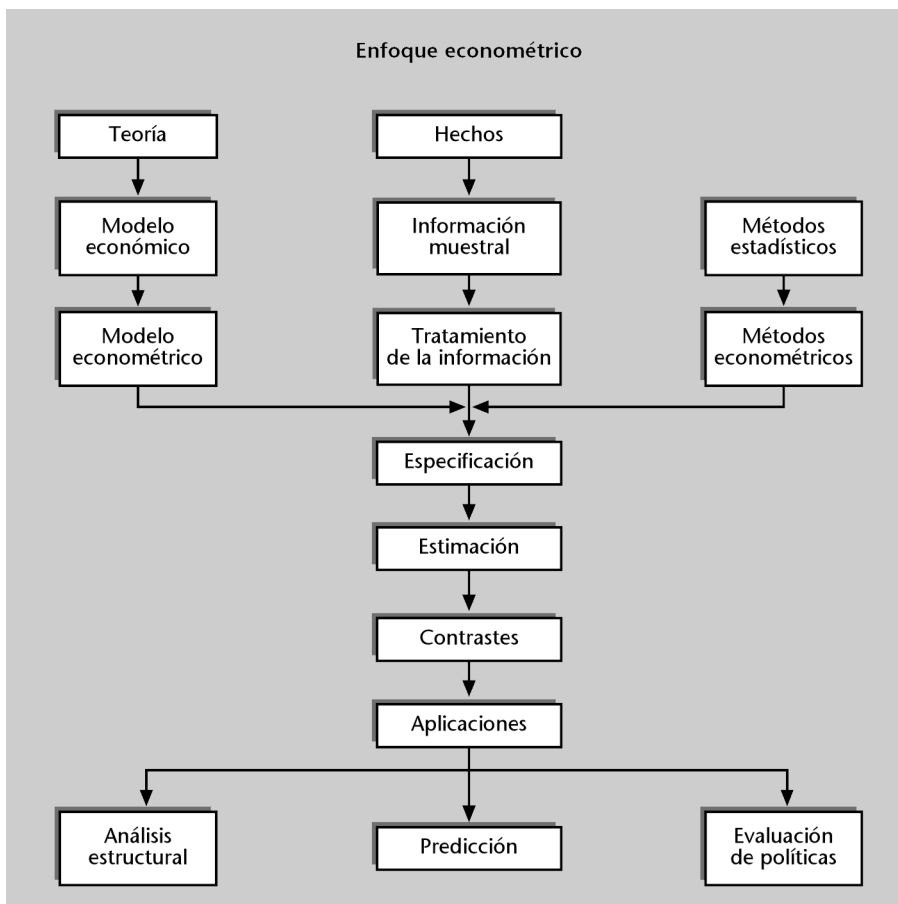 Enfoque econométrico
Teoría
Hechos
Modelo
económico
Información
muestral
Métodos
estadísticos
Modelo
econométrico
Tratamiento
de la información
Métodos
econométricos
Especificación
Estimación
Contrastes
Aplicaciones
Análisis
estructural
Predicción
Evaluación
de políticas